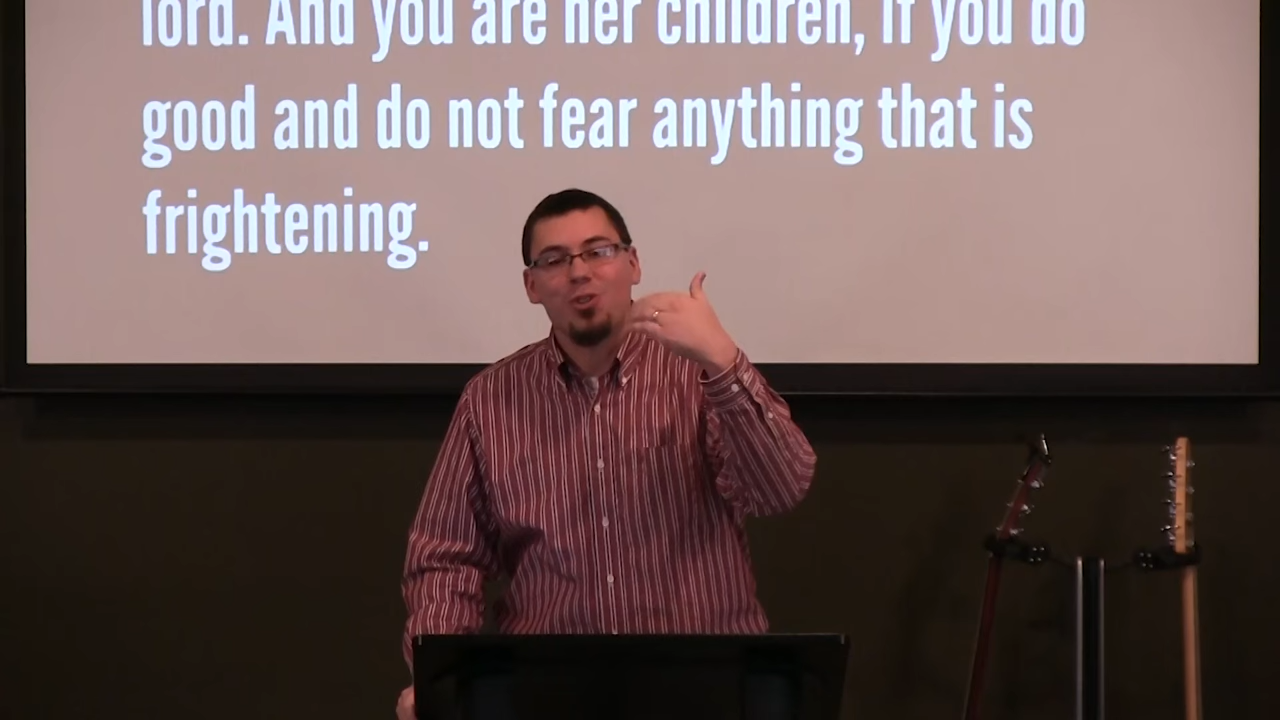 lord. And you are her children, if you do
good and do not fear anything that is
frightening.